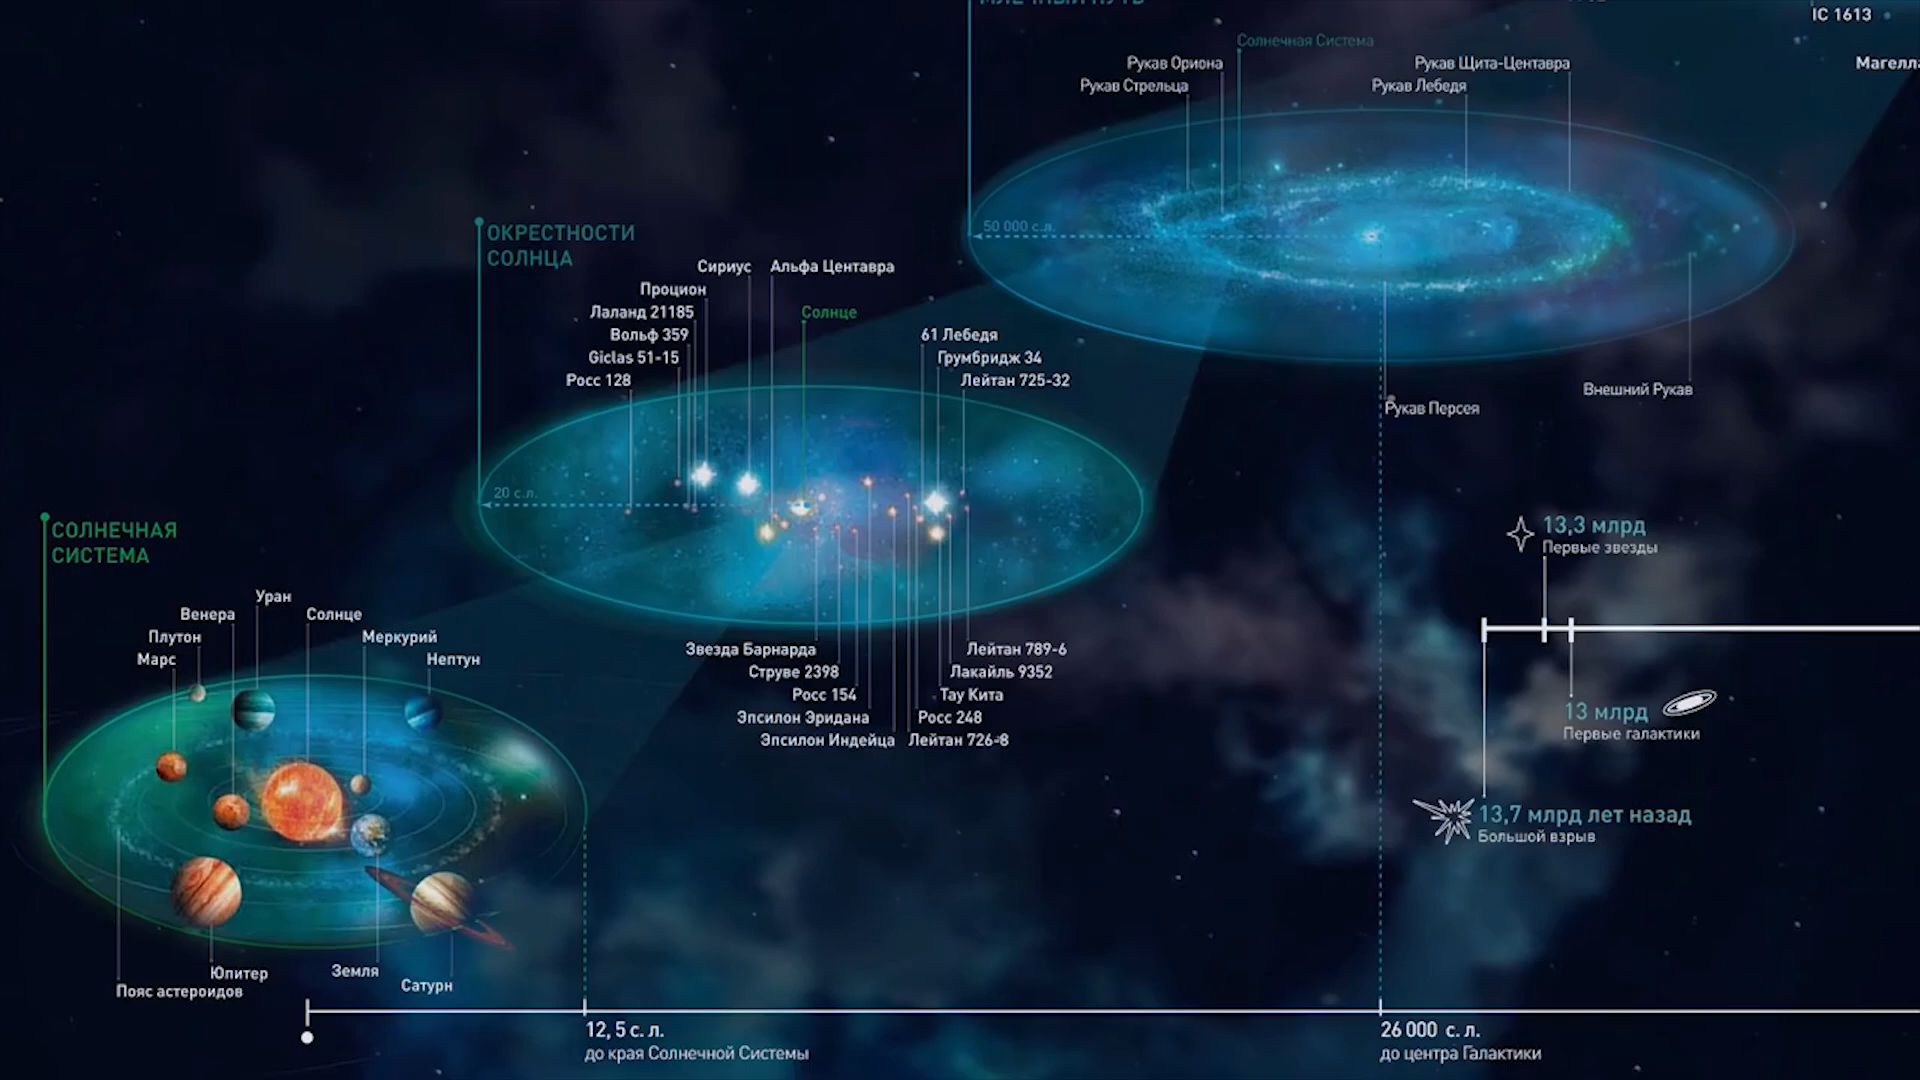 МЛЕЧНЫЙ ПУТЬ
IC 1613
Солнечная Система
Рукав Ориона
Рукав Щита-Центавра
Рукав Стрельца
Рукав Лебедя
50 000 с.л.
Внешний Рукав
Рукав Персея
ОКРЕСТНОСТИ
СОЛНЦА
Сириус
Альфа Центавра
Процион
Лаланд 21185
Солнце
Вольф 359
61 Лебедя
Giclas 51-15
Грумбридж 34
Росс 128
Лейтан 725-32
20 с.л.
Звезда Барнарда
Лейтан 789-6
Струве 2398
Лакайль 9352
Росс 154
Тау Кита
Эпсилон Эридана
Росс 248
Эпсилон Индейца
Лейтан 726-8
СОЛНЕЧНАЯ
СИСТЕМА
Уран
Венера
Солнце
Плутон
Меркурий
Марс
Нептун
Юпитер
Земля
Сатурн
Пояс астероидов
13,3 млрд
Первые звезды
13 млрд
Первые галактики
13,7 млрд лет назад
Большой взрыв
12,5 с. л.
до края Солнечной Системы
26 000 с. л.
до центра Галактики